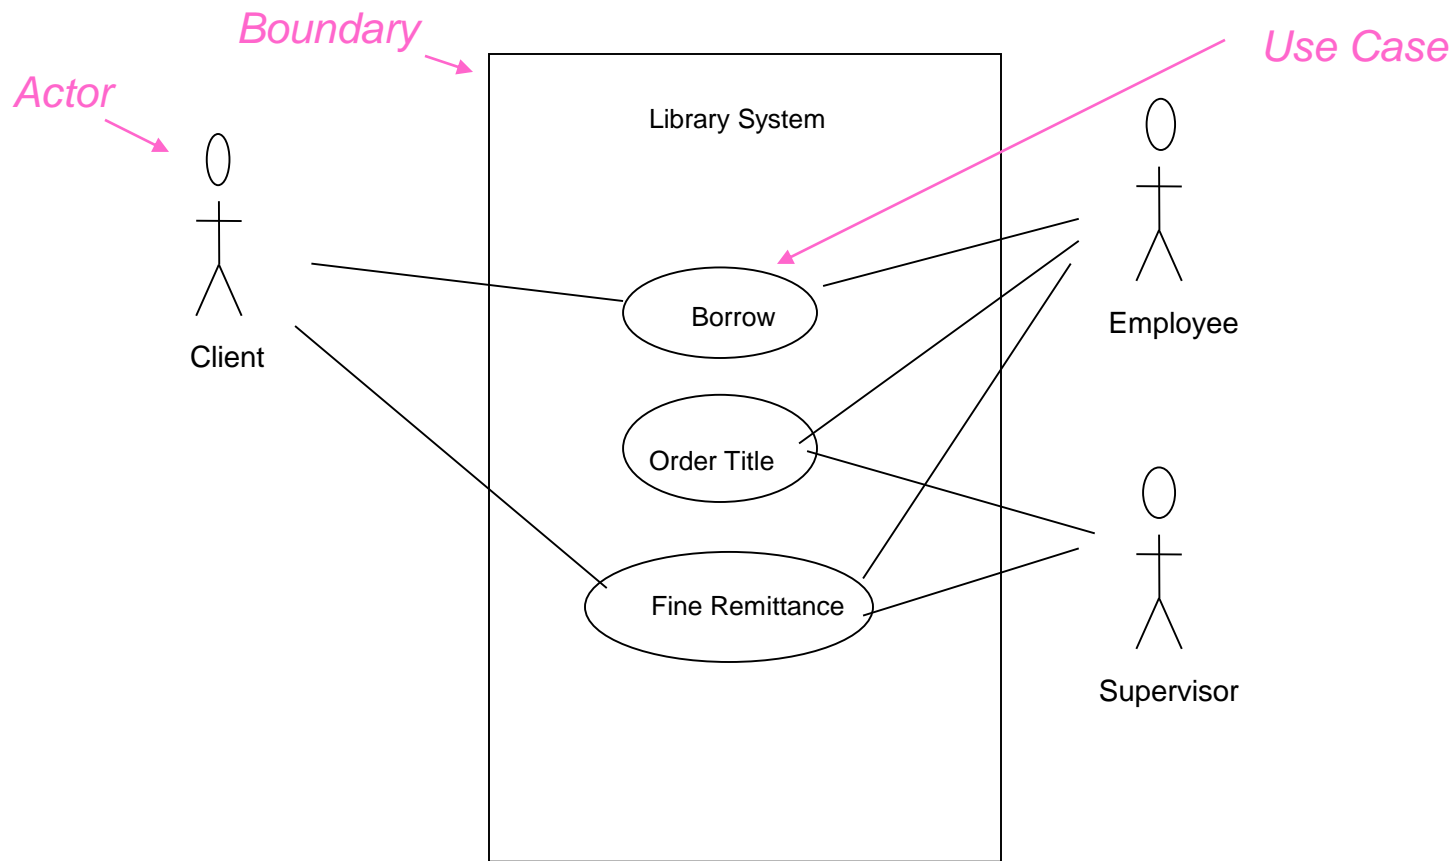 Boundary
Use Case
Actor
Library System
Borrow
Employee
Client
Order Title
Fine Remittance
Supervisor